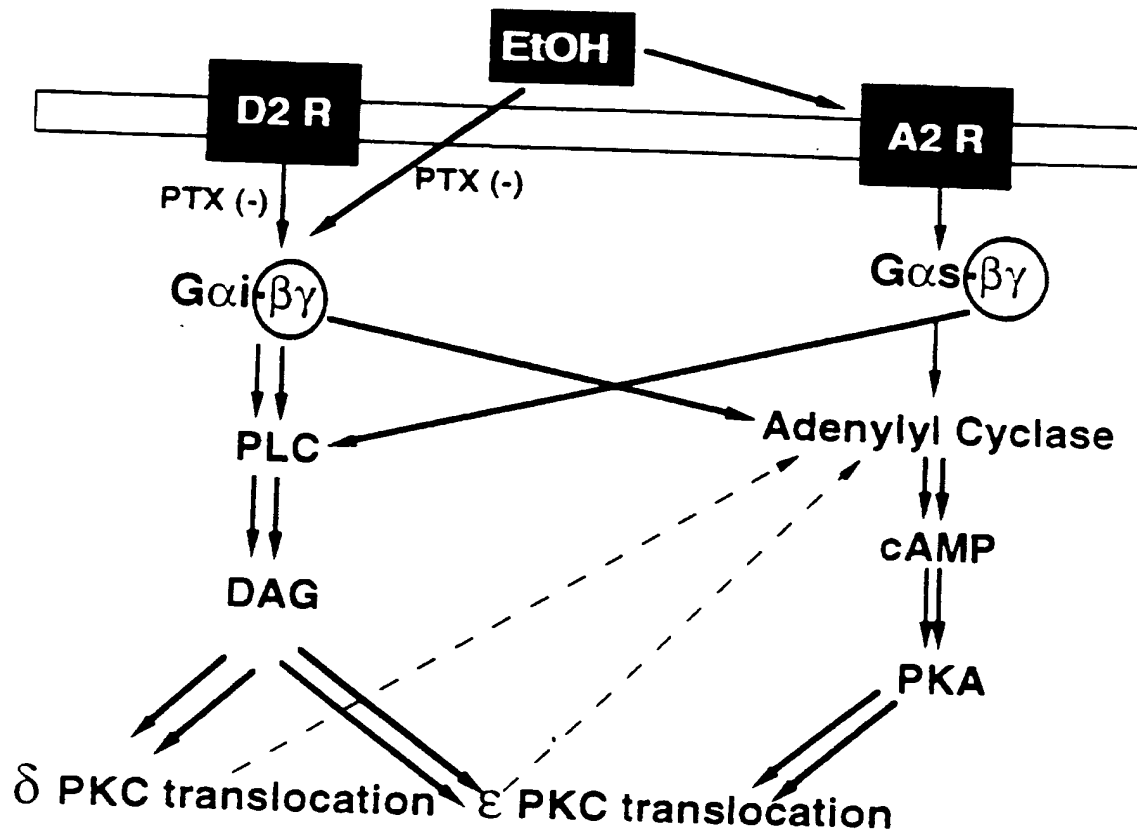 EtOH
D2 R
A2 R
PTX (-)
PTX (-)
Gαi-βγ
Gαs-βγ
PLC
Adenylyl Cyclase
cAMP
DAG
PKA
δ PKC translocation
ε PKC translocation